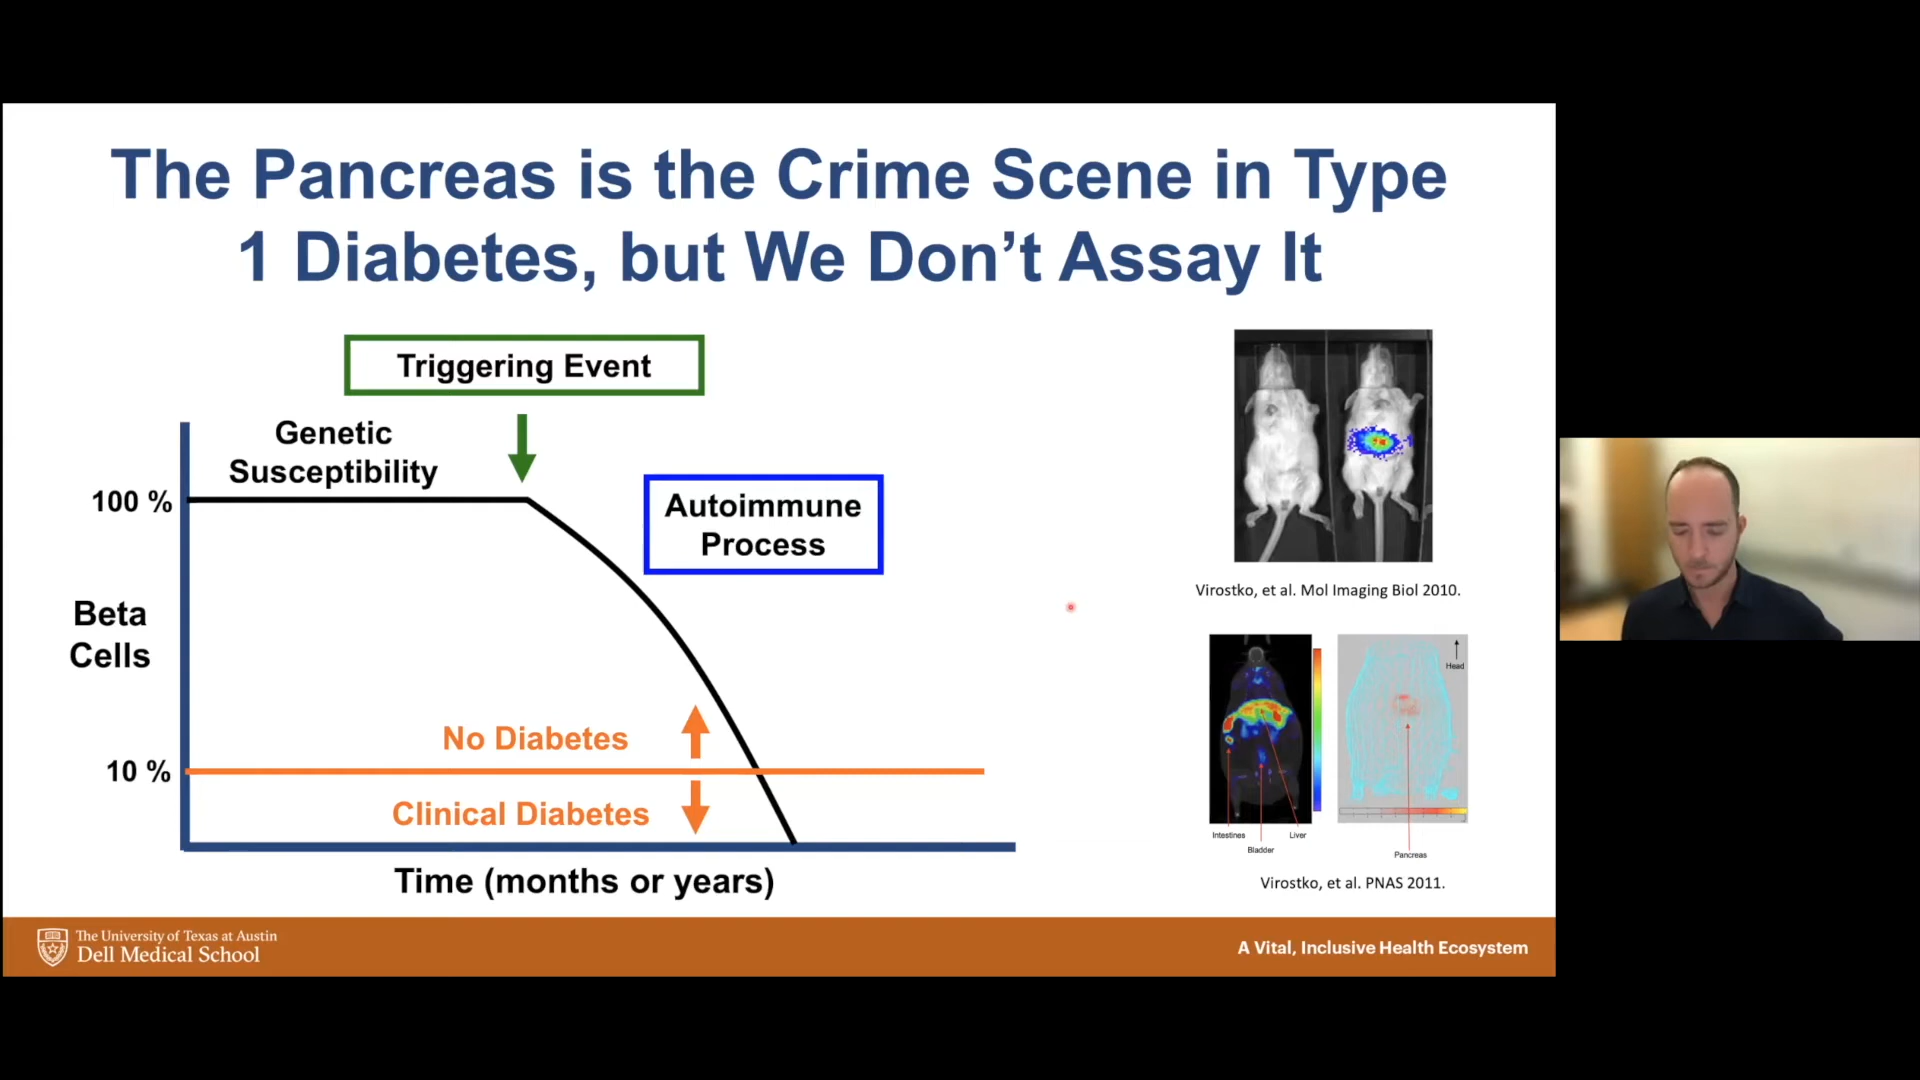 The Pancreas is the Crime Scene in Type
1 Diabetes, but We Don’t Assay It
Triggering Event
Genetic
Susceptibility
100 %
Autoimmune
Process
Beta
Cells
No Diabetes
10 %
Clinical Diabetes
Time (months or years)
Virostko, et al. Mol Imaging Biol 2010.
Head
Intestines
Liver
Bladder
Pancreas
Virostko, et al. PNAS 2011.
The University of Texas at Austin
Dell Medical School
A Vital, Inclusive Health Ecosystem